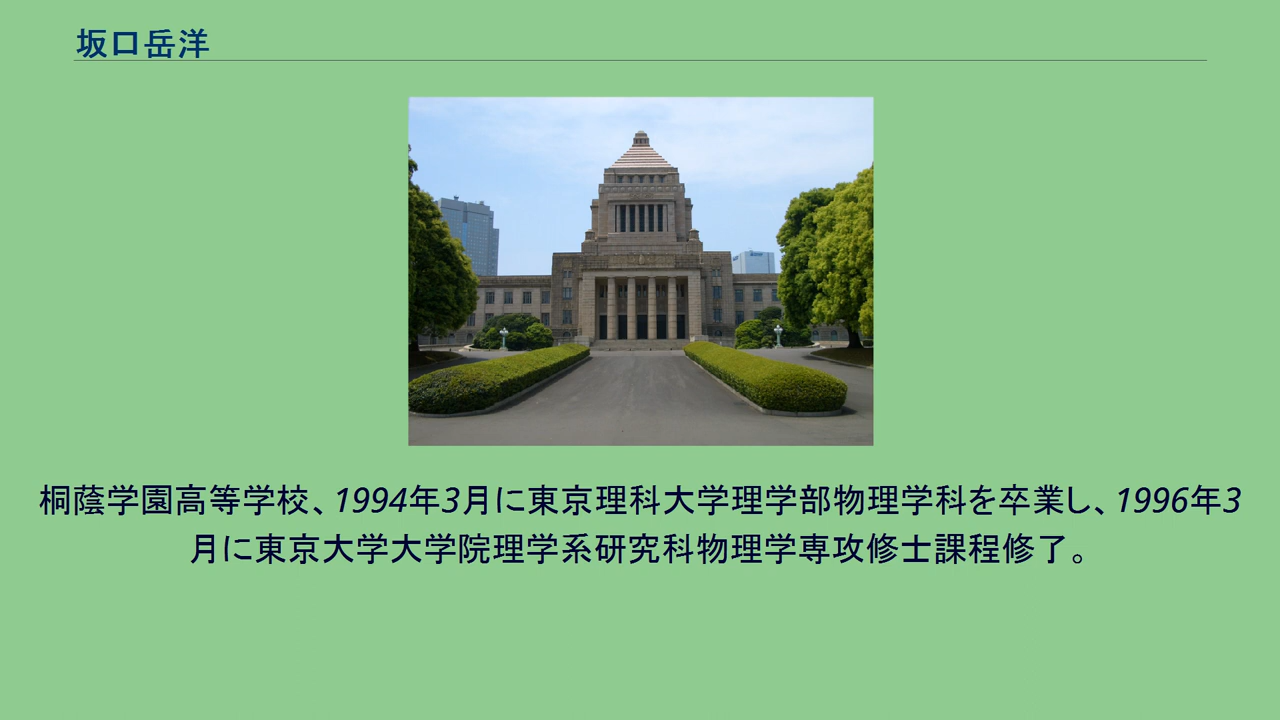 坂口岳洋
桐蔭学園高等学校、1994年3月に東京理科大学理学部物理学科を卒業し、1996年3
月に東京大学大学院理学系研究科物理学専攻修士課程修了。